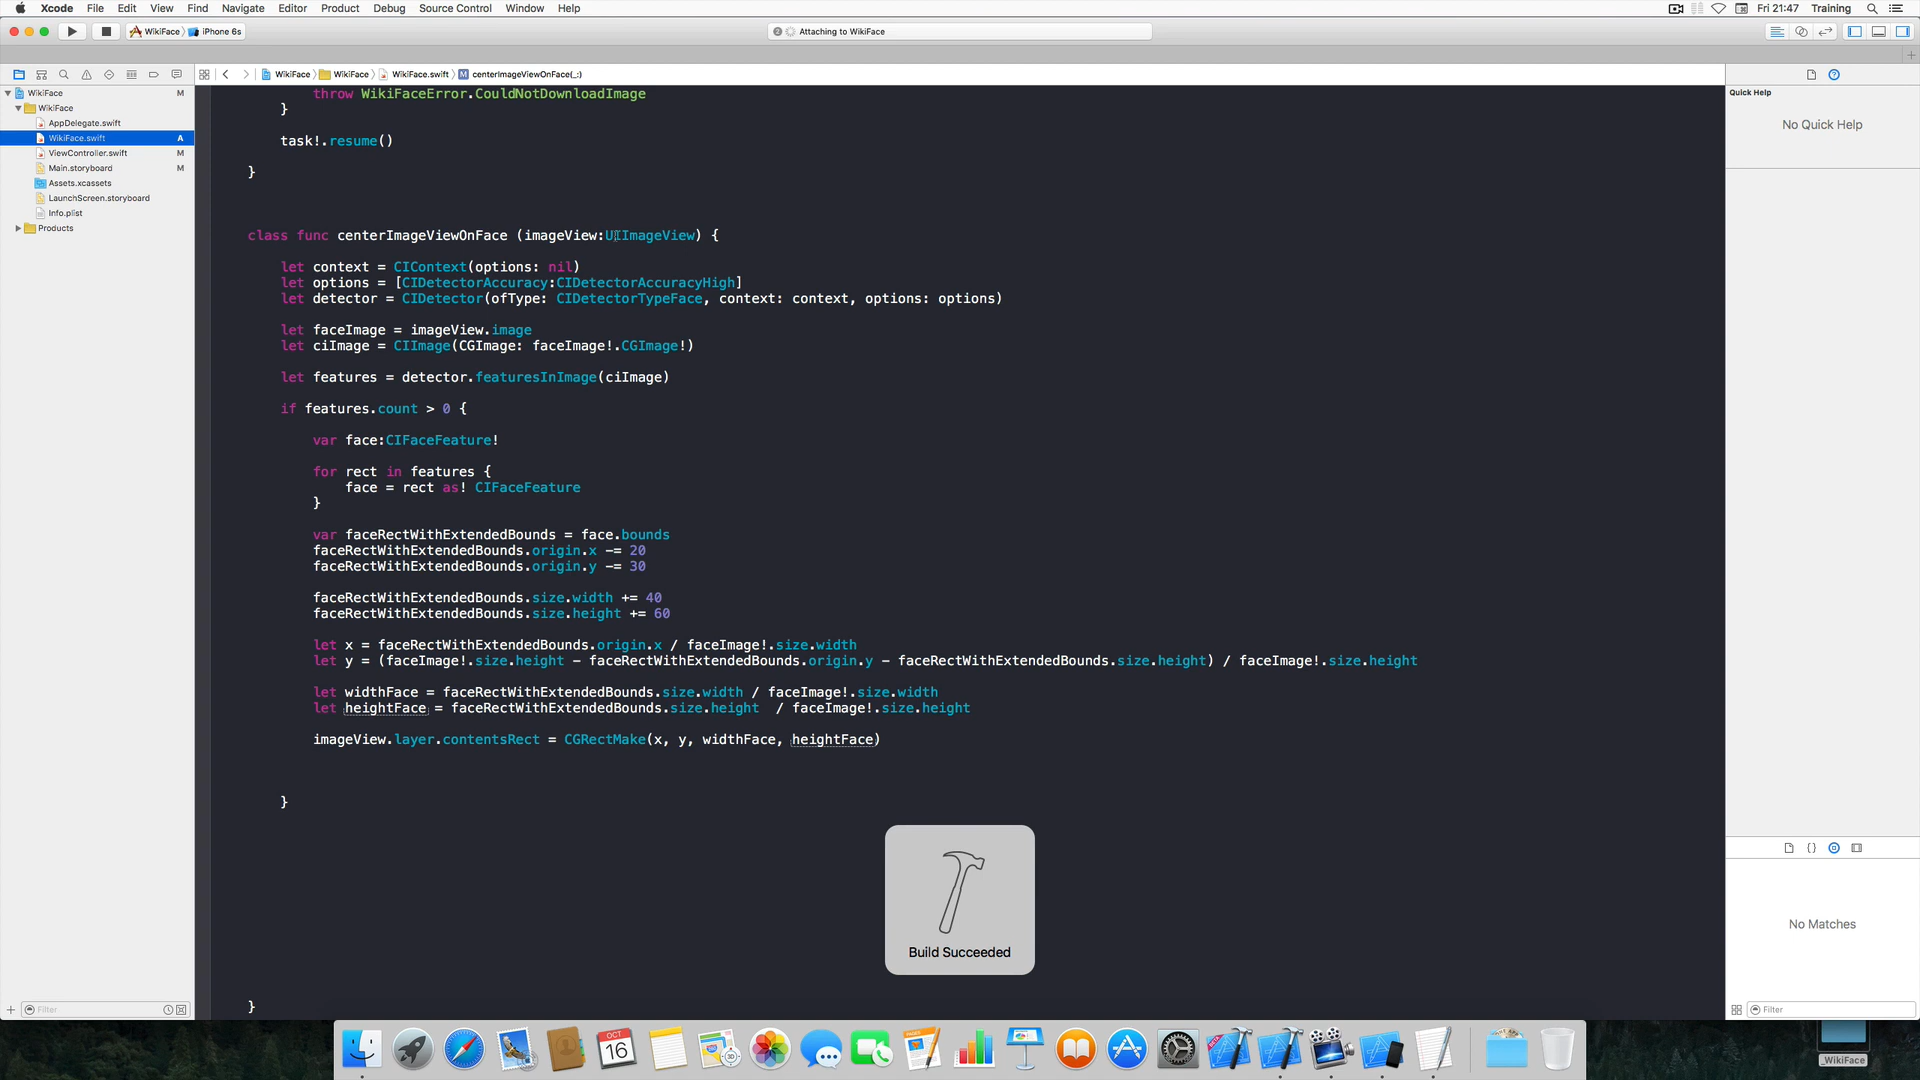 Xcode File Edit View Find Navigate Editor Product Debug Source Control Window Help
Fri 21:47 Training
WikiFace iPhone 6s
2 Attaching to WikiFace
WikiFace WikiFace WikiFace.swift M centerImageViewOnFace(_:)
WikiFace M
WikiFace
AppDelegate.swift
WikiFace.swift A
ViewController.swift M
Main.storyboard M
Assets.xcassets
LaunchScreen.storyboard
Info.plist
Products
throw WikiFaceError.CouldNotDownloadImage
}
task!.resume()
}
class func centerImageViewOnFace (imageView:UIImageView) {
let context = CIContext(options: nil)
let options = [CIDetectorAccuracy:CIDetectorAccuracyHigh]
let detector = CIDetector(ofType: CIDetectorTypeFace, context: context, options: options)
let faceImage = imageView.image
let ciImage = CIImage(CGImage: faceImage!.CGImage!)
let features = detector.featuresInImage(ciImage)
if features.count > 0 {
var face:CIFaceFeature!
for rect in features {
face = rect as! CIFaceFeature
}
var faceRectWithExtendedBounds = face.bounds
faceRectWithExtendedBounds.origin.x -= 20
faceRectWithExtendedBounds.origin.y -= 30
faceRectWithExtendedBounds.size.width += 40
faceRectWithExtendedBounds.size.height += 60
let x = faceRectWithExtendedBounds.origin.x / faceImage!.size.width
let y = (faceImage!.size.height - faceRectWithExtendedBounds.origin.y - faceRectWithExtendedBounds.size.height) / faceImage!.size.height
let widthFace = faceRectWithExtendedBounds.size.width / faceImage!.size.width
let heightFace = faceRectWithExtendedBounds.size.height  / faceImage!.size.height
imageView.layer.contentsRect = CGRectMake(x, y, widthFace, heightFace)
}
Build Succeeded
}
Quick Help
No Quick Help
{}
No Matches
Filter
Filter
OCT
16
_WikiFace